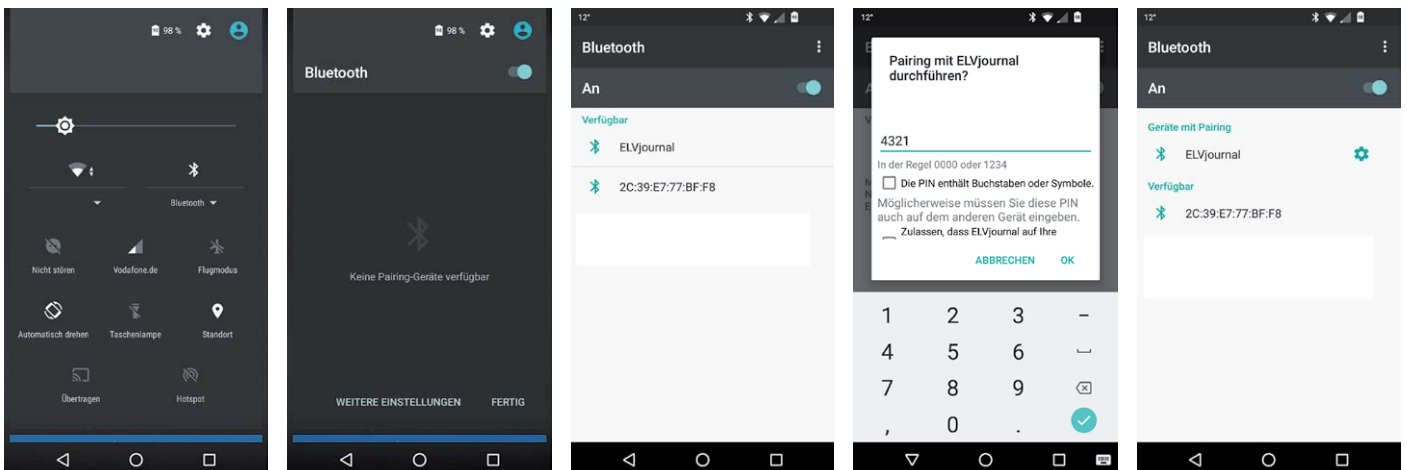 98 %
Bluetooth
Nicht stören
Vodafone.de
Flugmodus
Automatisch drehen
Taschenlampe
Standort
Übertragen
Hotspot
98 %
Bluetooth
Keine Pairing-Geräte verfügbar
WEITERE EINSTELLUNGEN
FERTIG
12°
Bluetooth
An
Verfügbar
ELVjournal
2C:39:E7:77:BF:F8
12°
Pairing mit ELVjournal
durchführen?
4321
In der Regel 0000 oder 1234
Die PIN enthält Buchstaben oder Symbole.
Möglicherweise müssen Sie diese PIN
auch auf dem anderen Gerät eingeben.
Zulassen, dass ELVjournal auf Ihre
ABBRECHEN
OK
1 2 3 –
4 5 6
7 8 9
, 0 .
12°
Bluetooth
An
Geräte mit Pairing
ELVjournal
Verfügbar
2C:39:E7:77:BF:F8